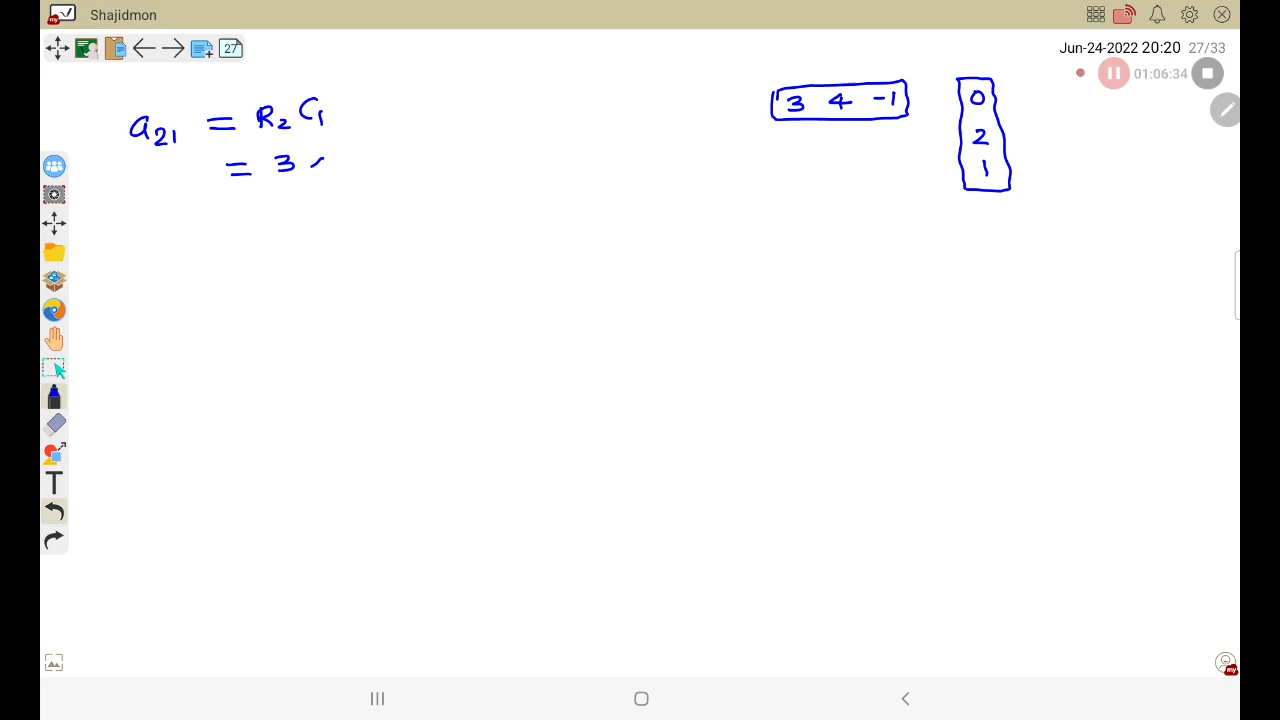 Shajidmon
27
Jun-24-2022 20:20 27/33
01:06:34
a21 = R2 C1
= 3
3 4 -1
0
2
1
T